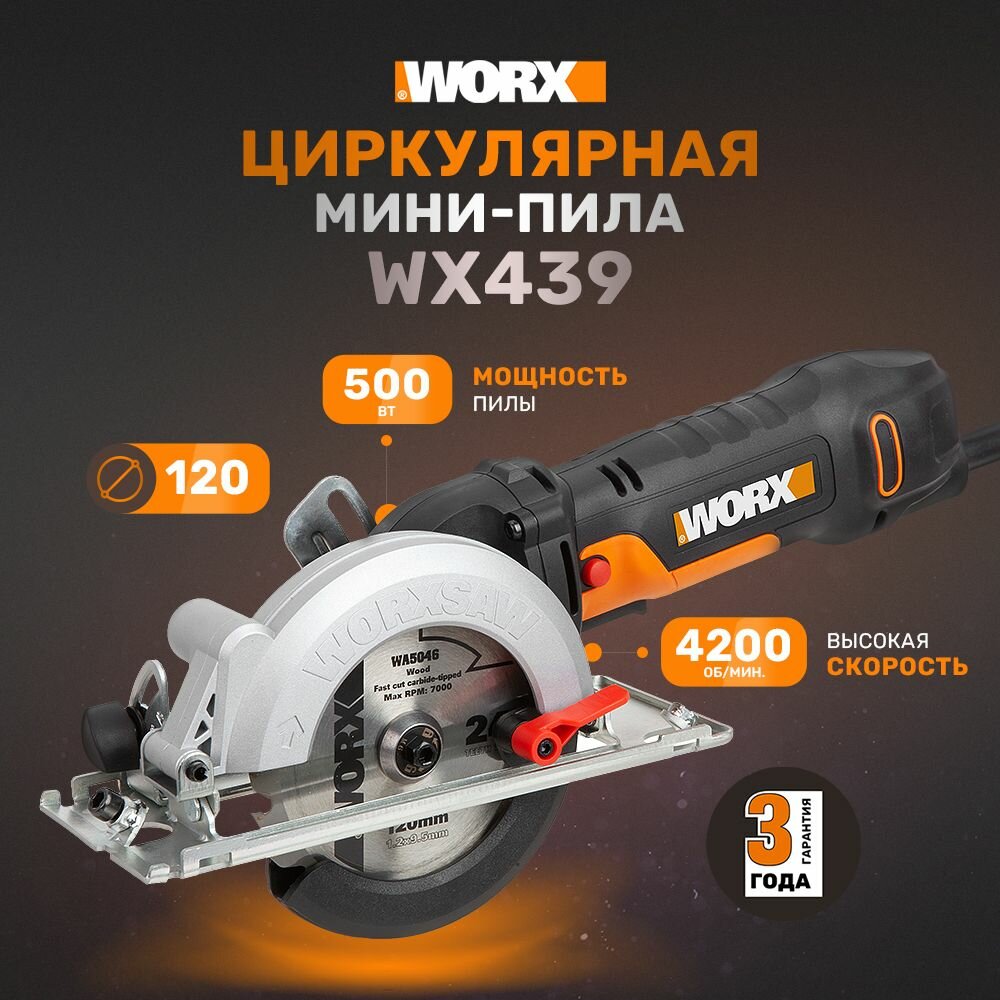 WORX
ЦИРКУЛЯРНАЯ
МИНИ-ПИЛА
WX439
500
ВТ
МОЩНОСТЬ
ПИЛЫ
120
WORX
WORXSAW
WA5046
Wood
Fast cut carbide-tipped
Max RPM: 7000
WORX
TEETH
120mm
1.2x9.5mm
4200
ОБ/МИН.
ВЫСОКАЯ
СКОРОСТЬ
3
ГОДА
ГАРАНТИЯ